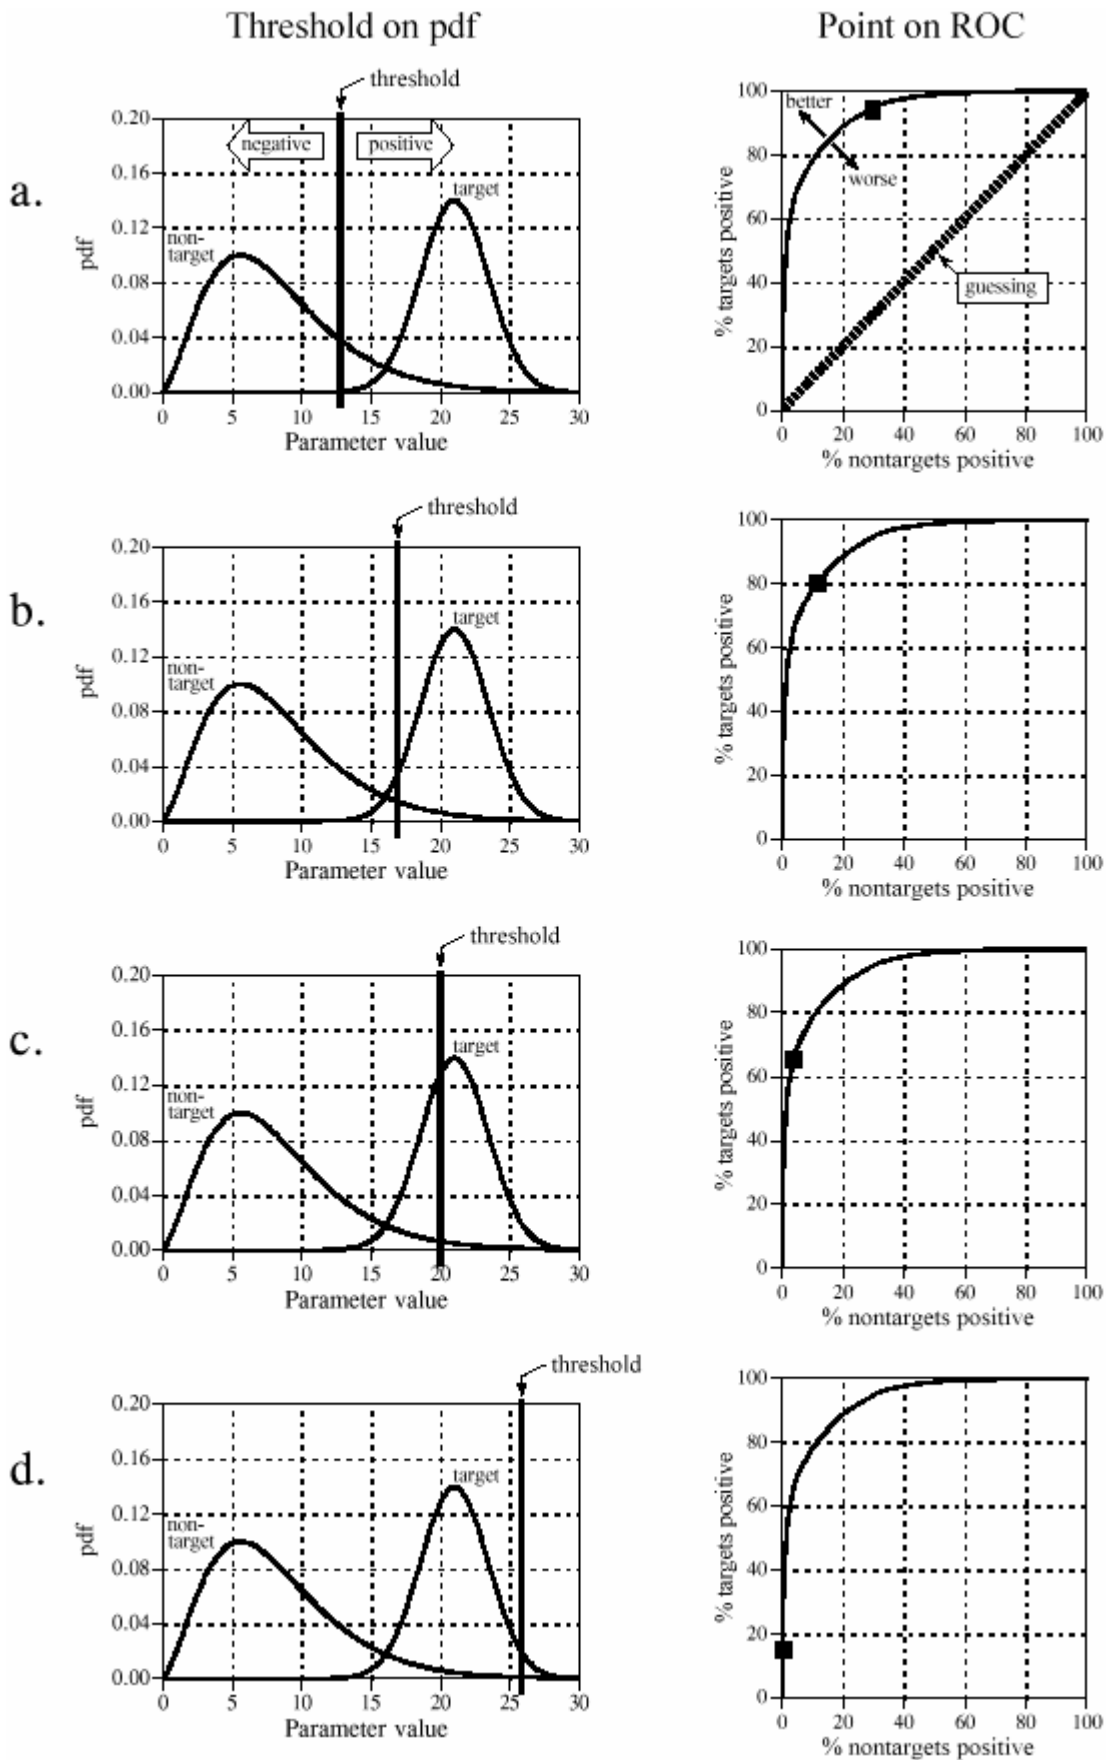 Threshold on pdf
Point on ROC
a.
threshold
negative
positive
0.20
0.16
0.12
0.08
0.04
0.00
pdf
non-
target
target
0 5 10 15 20 25 30
Parameter value
100
80
60
40
20
0
% targets positive
better
worse
guessing
0 20 40 60 80 100
% nontargets positive
b.
threshold
0.20
0.16
0.12
0.08
0.04
0.00
pdf
non-
target
target
0 5 10 15 20 25 30
Parameter value
100
80
60
40
20
0
% targets positive
0 20 40 60 80 100
% nontargets positive
c.
threshold
0.20
0.16
0.12
0.08
0.04
0.00
pdf
non-
target
target
0 5 10 15 20 25 30
Parameter value
100
80
60
40
20
0
% targets positive
0 20 40 60 80 100
% nontargets positive
d.
threshold
0.20
0.16
0.12
0.08
0.04
0.00
pdf
non-
target
target
0 5 10 15 20 25 30
Parameter value
100
80
60
40
20
0
% targets positive
0 20 40 60 80 100
% nontargets positive